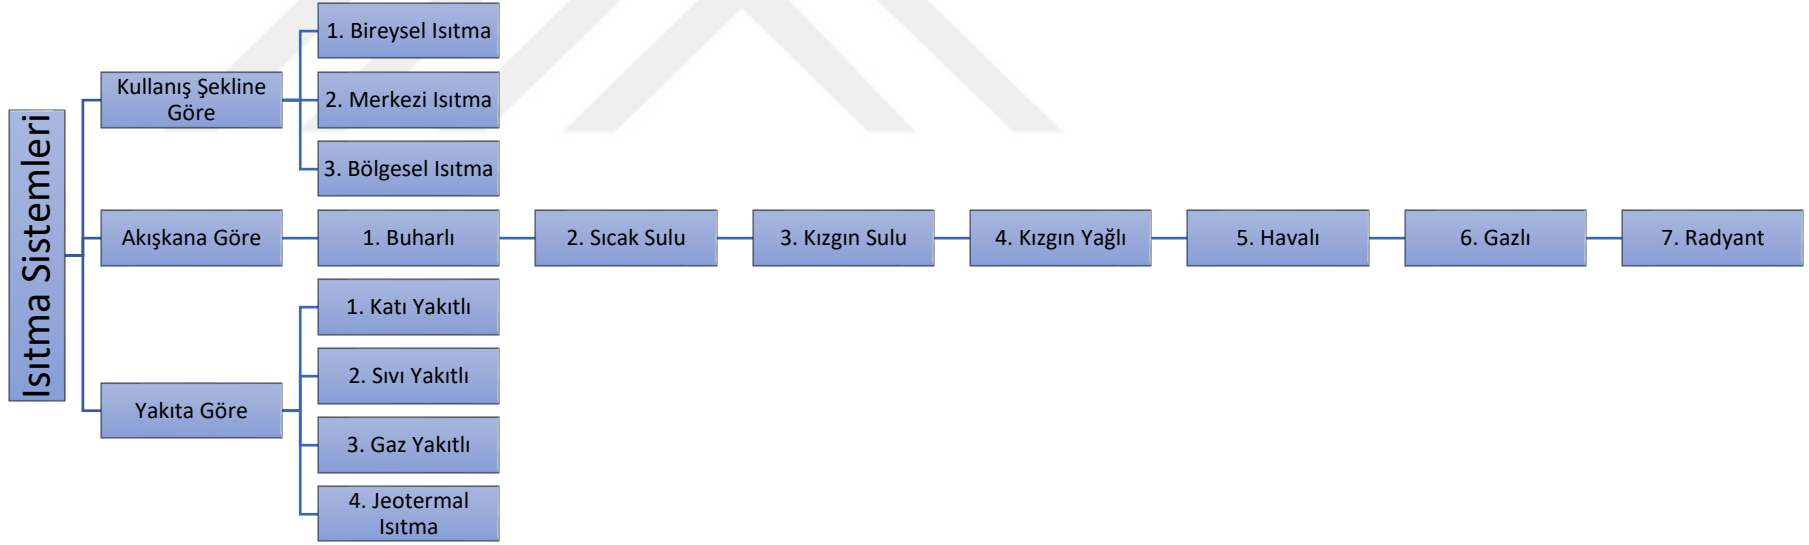 Isıtma Sistemleri
Kullanış Şekline
Göre
1. Bireysel Isıtma
2. Merkezi Isıtma
3. Bölgesel Isıtma
Akışkana Göre
1. Buharlı
2. Sıcak Sulu
3. Kızgın Sulu
4. Kızgın Yağlı
5. Havalı
6. Gazlı
7. Radyant
Yakıta Göre
1. Katı Yakıtlı
2. Sıvı Yakıtlı
3. Gaz Yakıtlı
4. Jeotermal
Isıtma